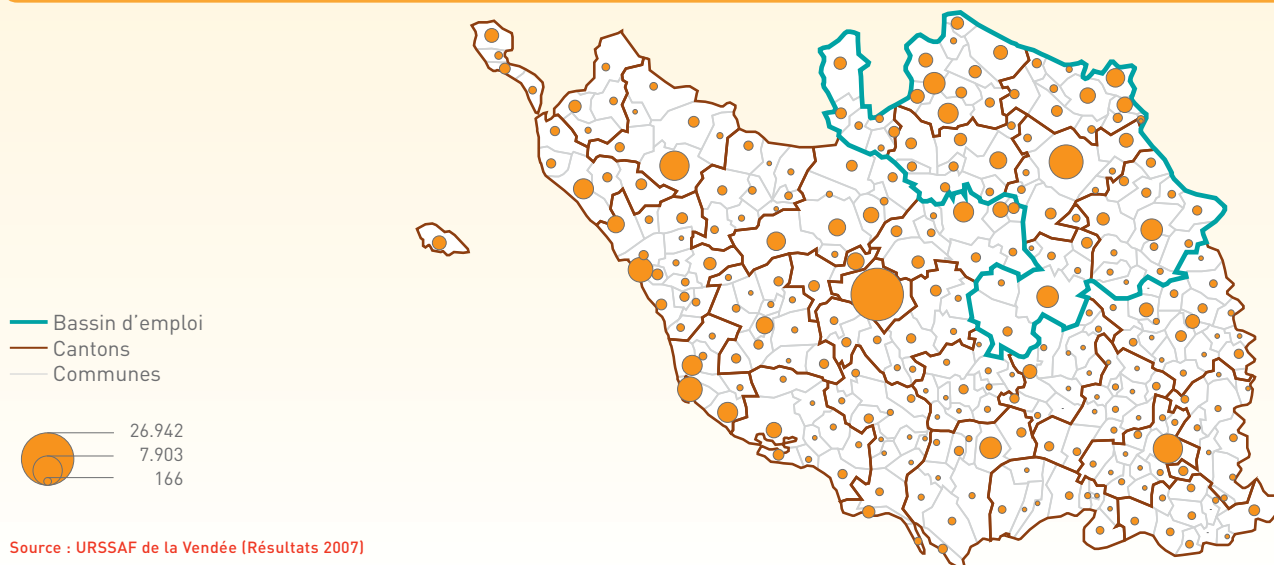 Bassin d’emploi
Cantons
Communes
26.942
7.903
166
Source : URSSAF de la Vendée (Résultats 2007)